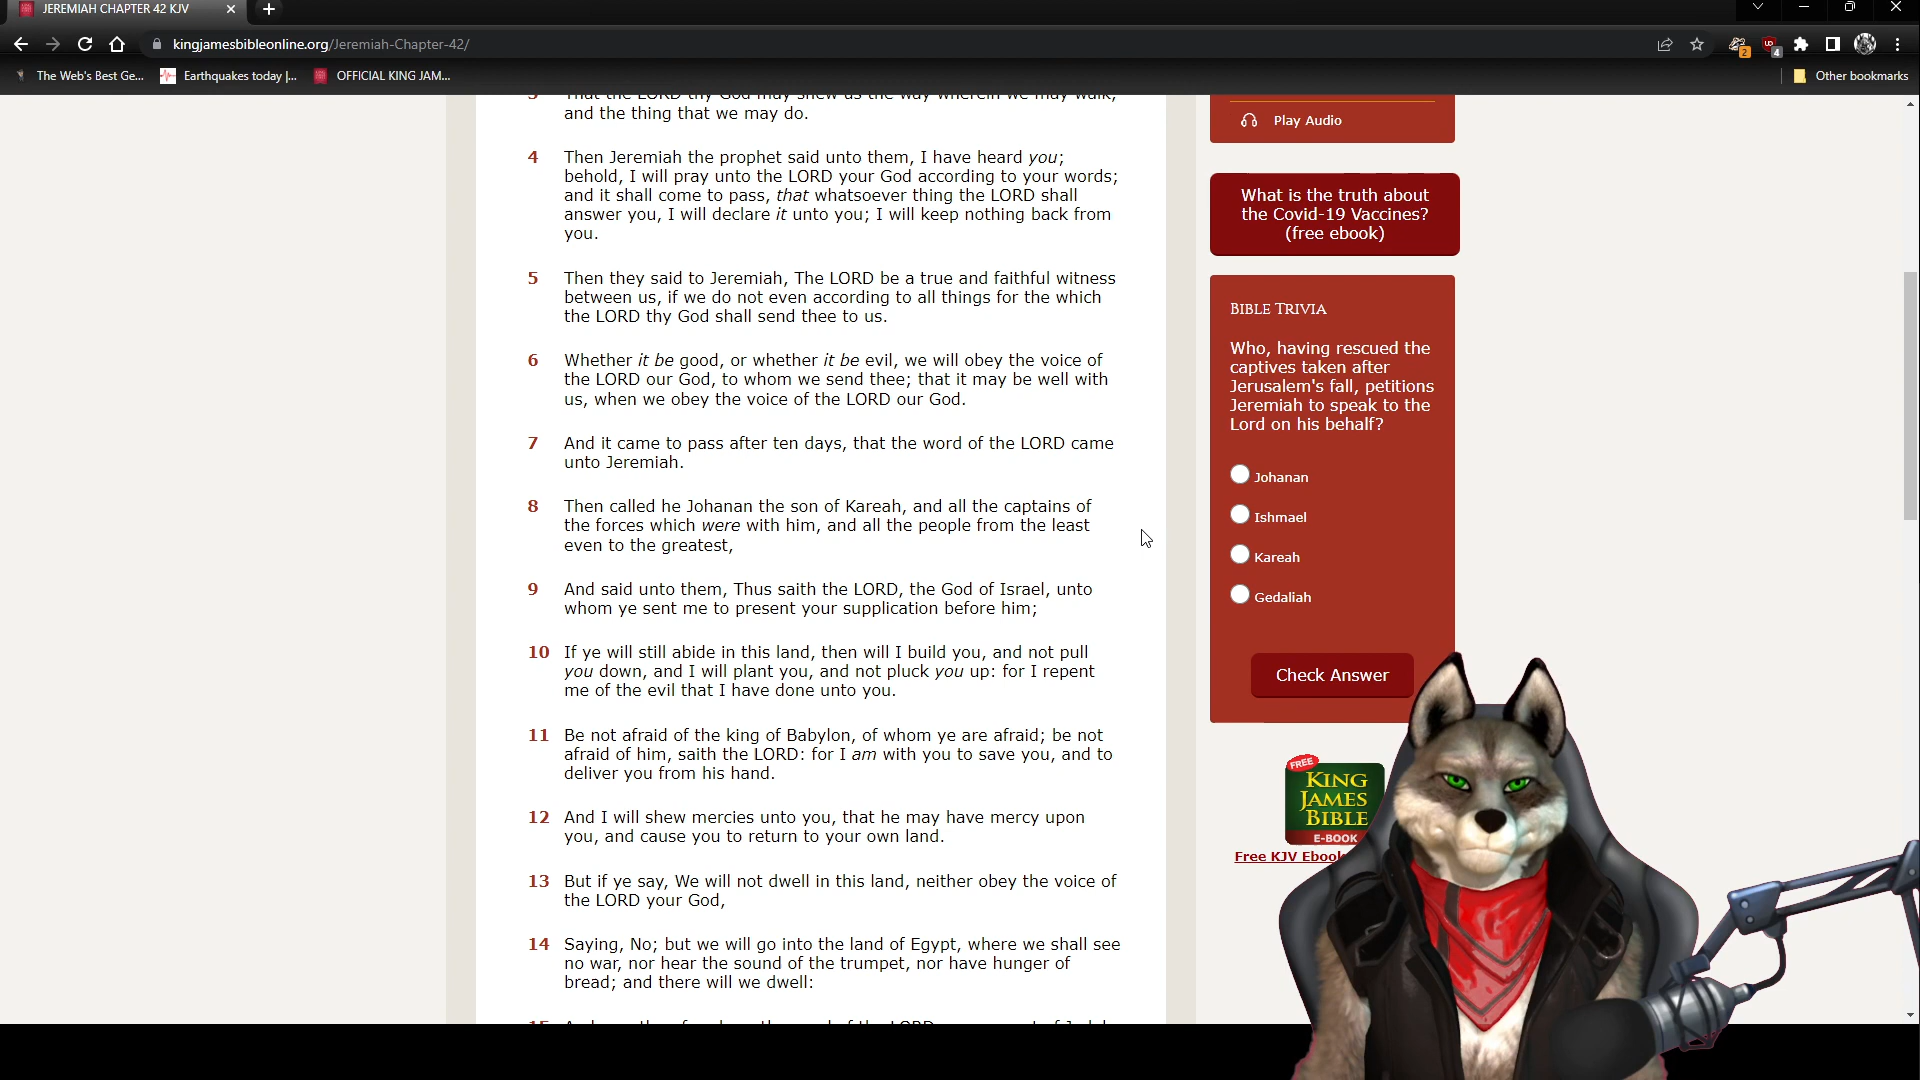 JEREMIAH CHAPTER 42 KJV
kingjamesbibleonline.org/Jeremiah-Chapter-42/
2
UD
4
The Web's Best Ge...
Earthquakes today |...
OFFICIAL KING JAM...
Other bookmarks
3 That the LORD thy God may shew us the way wherein we may walk,
and the thing that we may do.
4 Then Jeremiah the prophet said unto them, I have heard you;
behold, I will pray unto the LORD your God according to your words;
and it shall come to pass, that whatsoever thing the LORD shall
answer you, I will declare it unto you; I will keep nothing back from
you.
5 Then they said to Jeremiah, The LORD be a true and faithful witness
between us, if we do not even according to all things for the which
the LORD thy God shall send thee to us.
6 Whether it be good, or whether it be evil, we will obey the voice of
the LORD our God, to whom we send thee; that it may be well with
us, when we obey the voice of the LORD our God.
7 And it came to pass after ten days, that the word of the LORD came
unto Jeremiah.
8 Then called he Johanan the son of Kareah, and all the captains of
the forces which were with him, and all the people from the least
even to the greatest,
9 And said unto them, Thus saith the LORD, the God of Israel, unto
whom ye sent me to present your supplication before him;
10 If ye will still abide in this land, then will I build you, and not pull
you down, and I will plant you, and not pluck you up: for I repent
me of the evil that I have done unto you.
11 Be not afraid of the king of Babylon, of whom ye are afraid; be not
afraid of him, saith the LORD: for I am with you to save you, and to
deliver you from his hand.
12 And I will shew mercies unto you, that he may have mercy upon
you, and cause you to return to your own land.
13 But if ye say, We will not dwell in this land, neither obey the voice of
the LORD your God,
14 Saying, No; but we will go into the land of Egypt, where we shall see
no war, nor hear the sound of the trumpet, nor have hunger of
bread; and there will we dwell:
Play Audio
What is the truth about
the Covid-19 Vaccines?
(free ebook)
BIBLE TRIVIA
Who, having rescued the
captives taken after
Jerusalem's fall, petitions
Jeremiah to speak to the
Lord on his behalf?
Johanan
Ishmael
Kareah
Gedaliah
Check Answer
FREE
KING
JAMES
BIBLE
E-BOOK
Free KJV Ebook